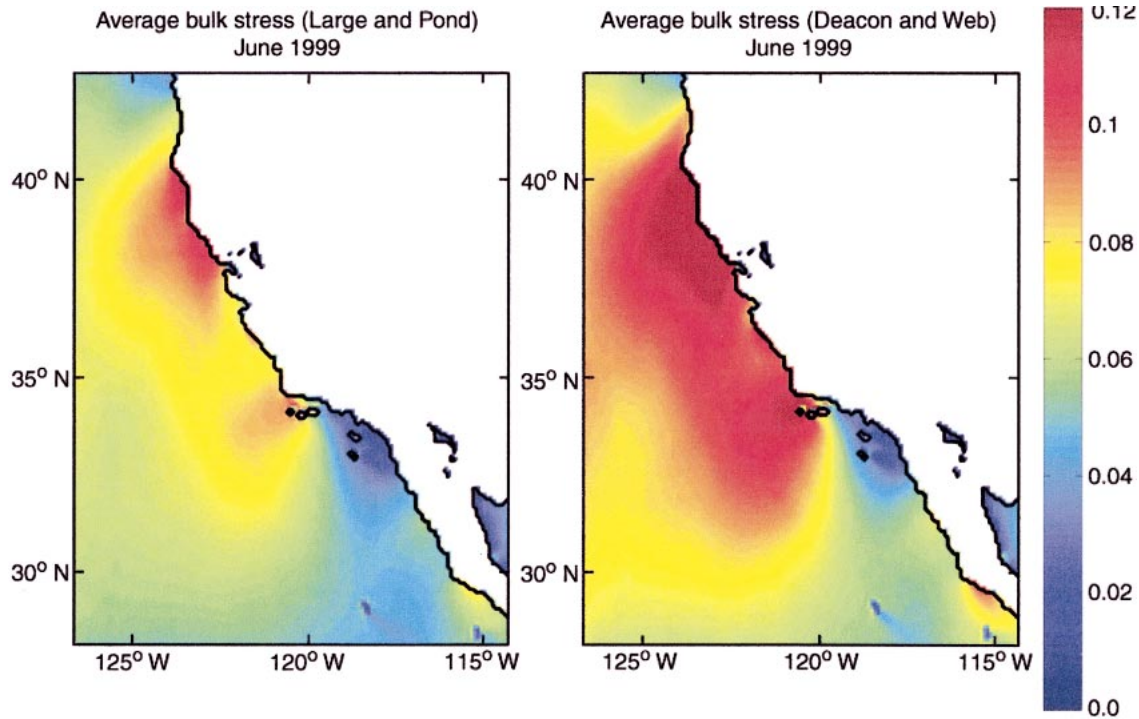 Average bulk stress (Large and Pond)
June 1999
Average bulk stress (Deacon and Web)
June 1999
40° N
35° N
30° N
125° W
120° W
115° W
40° N
35° N
30° N
125° W
120° W
115° W
0.12
0.1
0.08
0.06
0.04
0.02
0.0